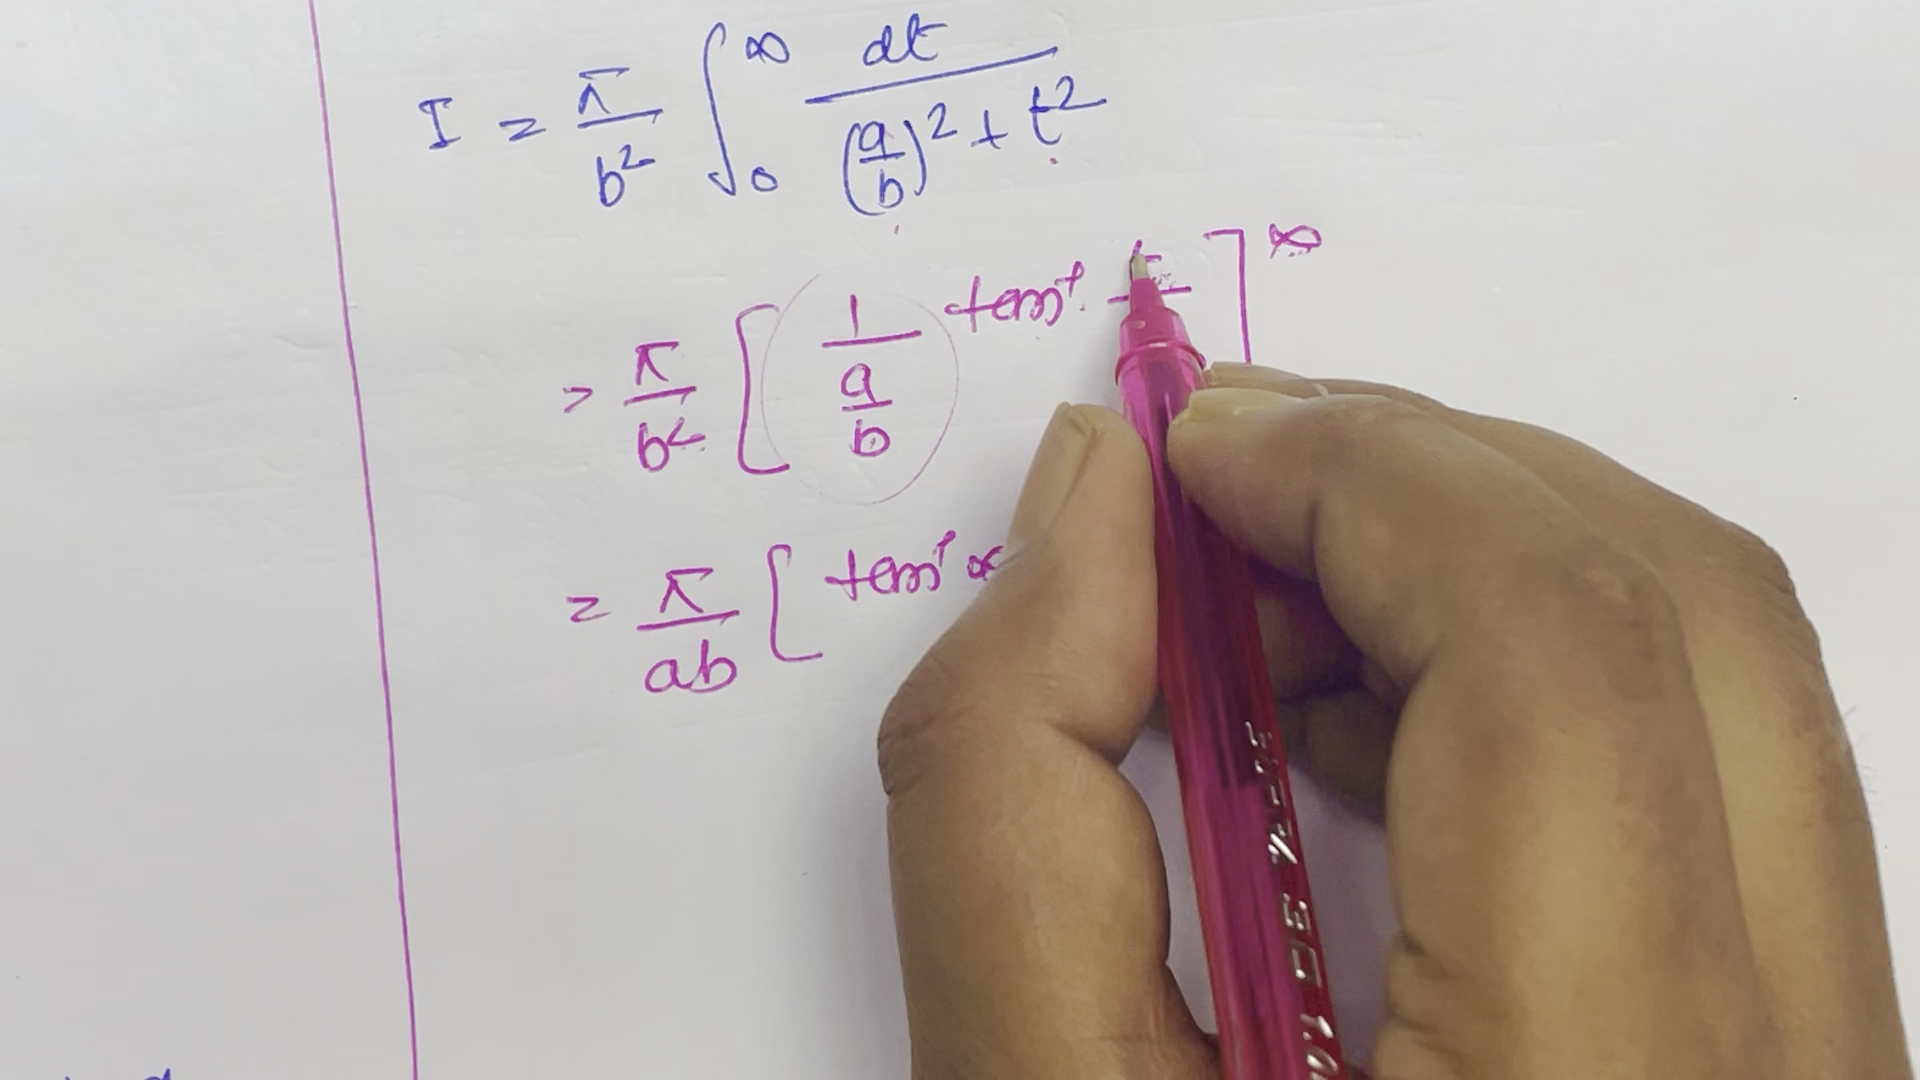 I = π/b² ∫₀^∞ dt / ((a/b)² + t²)
= π/b² [ 1/(a/b) tan⁻¹ t/ ]^∞
= π/ab [ tan⁻¹ ∞